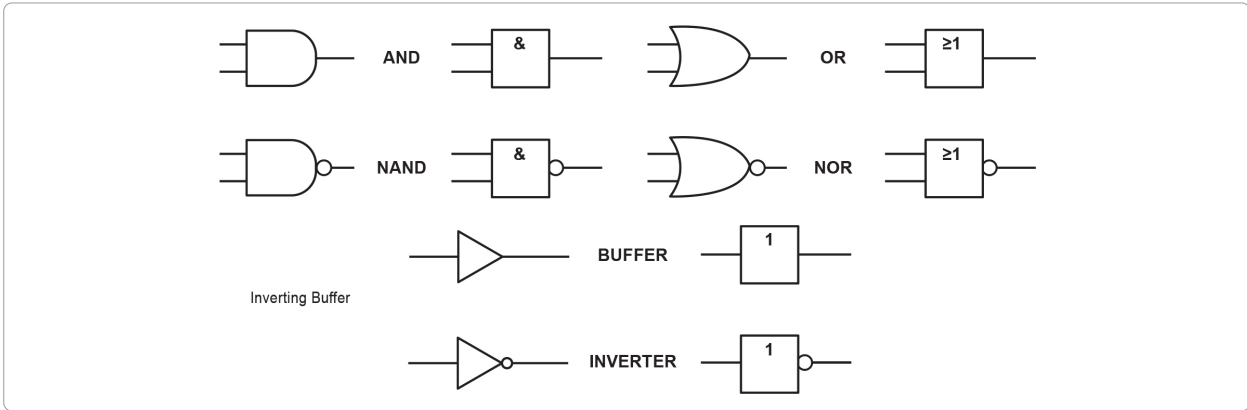 AND & OR ≥1
NAND & NOR ≥1
BUFFER 1
Inverting Buffer
INVERTER 1